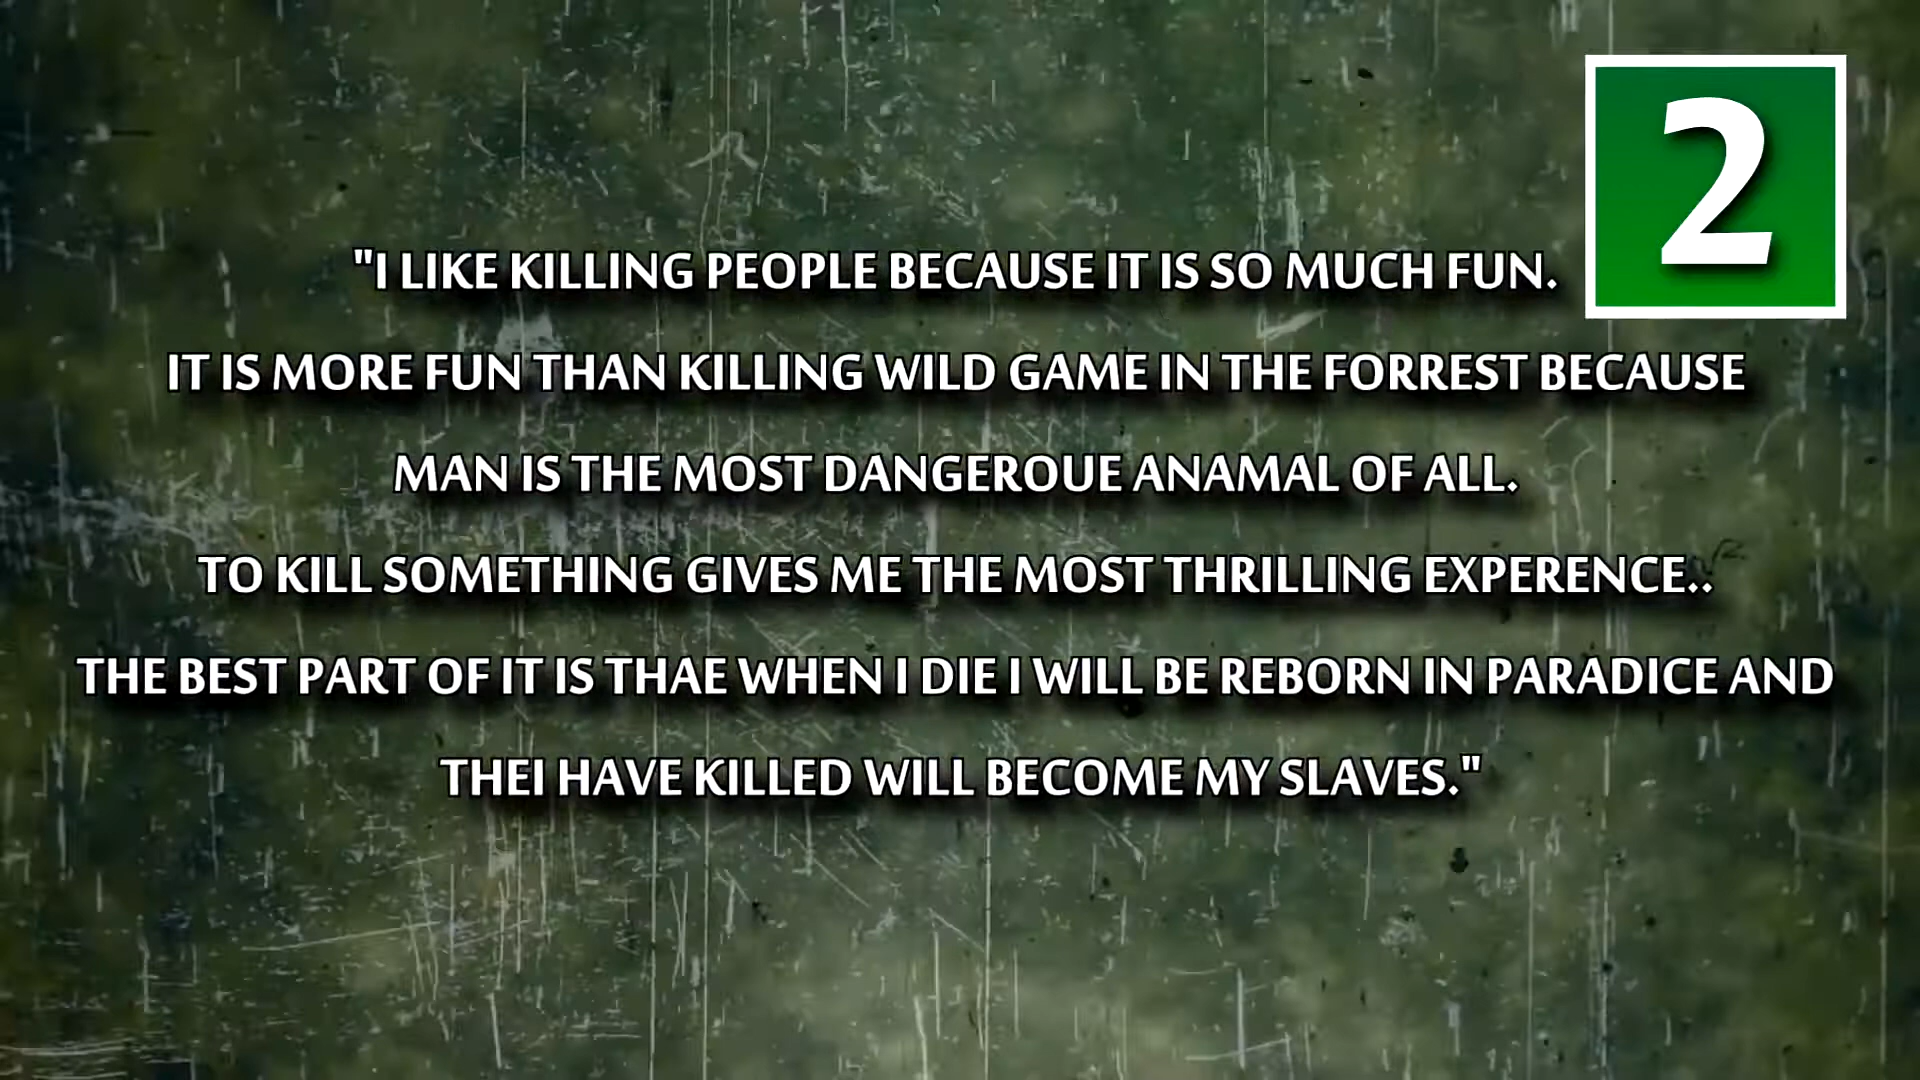 2
"I LIKE KILLING PEOPLE BECAUSE IT IS SO MUCH FUN.
IT IS MORE FUN THAN KILLING WILD GAME IN THE FORREST BECAUSE
MAN IS THE MOST DANGEROUE ANAMAL OF ALL.
TO KILL SOMETHING GIVES ME THE MOST THRILLING EXPERENCE..
THE BEST PART OF IT IS THAE WHEN I DIE I WILL BE REBORN IN PARADICE AND
THEI HAVE KILLED WILL BECOME MY SLAVES."